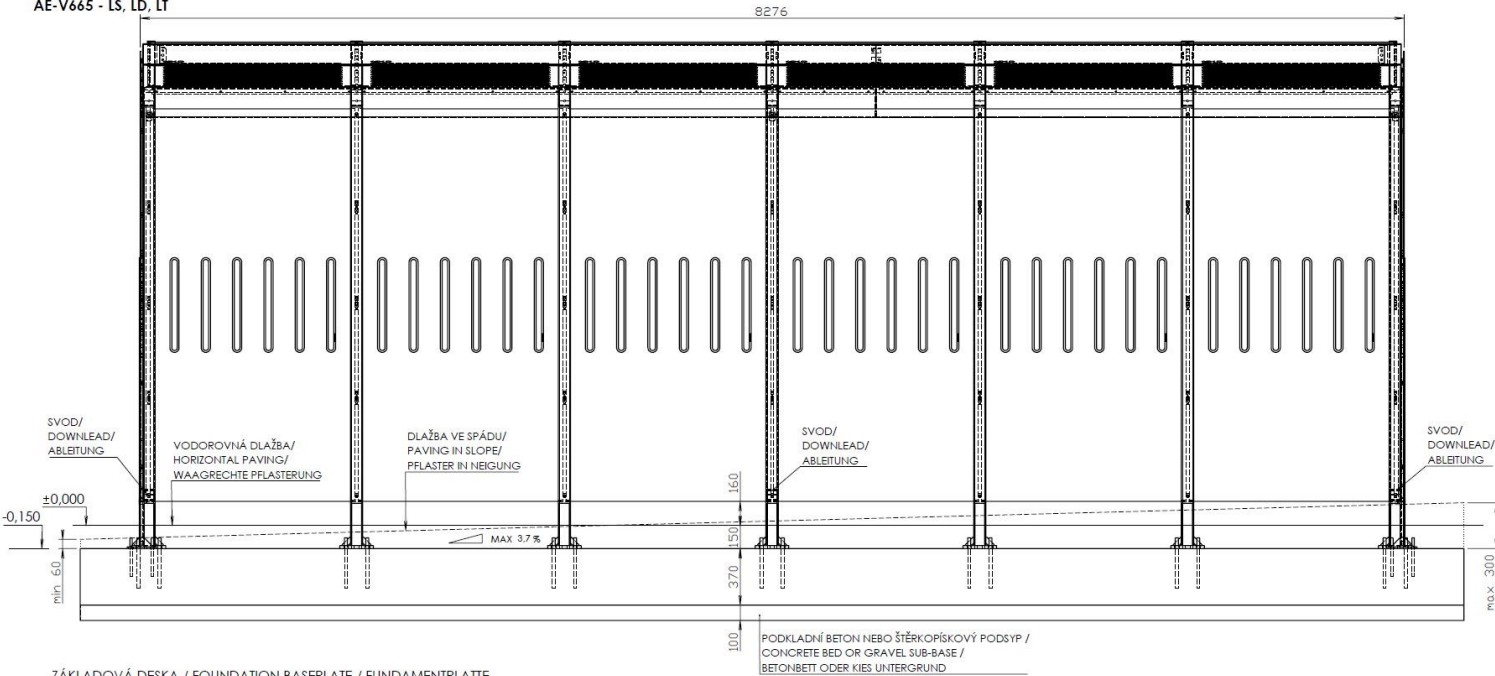 AE-V665 - LS, LD, LT
8276
SVOD/
DOWNLEAD/
ABLEITUNG
VODOROVNÁ DLAŽBA/
HORIZONTAL PAVING/
WAAGRECHTE PFLASTERUNG
DLAŽBA VE SPÁDU/
PAVING IN SLOPE/
PFLASTER IN NEIGUNG
SVOD/
DOWNLEAD/
ABLEITUNG
SVOD/
DOWNLEAD/
ABLEITUNG
±0,000
-0,150
MAX 3,7 %
160
150
370
100
min 60
max 300
PODKLADNÍ BETON NEBO ŠTĚRKOPÍSKOVÝ PODSYP /
CONCRETE BED OR GRAVEL SUB-BASE /
BETONBETT ODER KIES UNTERGRUND
ZÁKLADOVÁ DESKA / FOUNDATION BASEPLATE / FUNDAMENTPLATTE